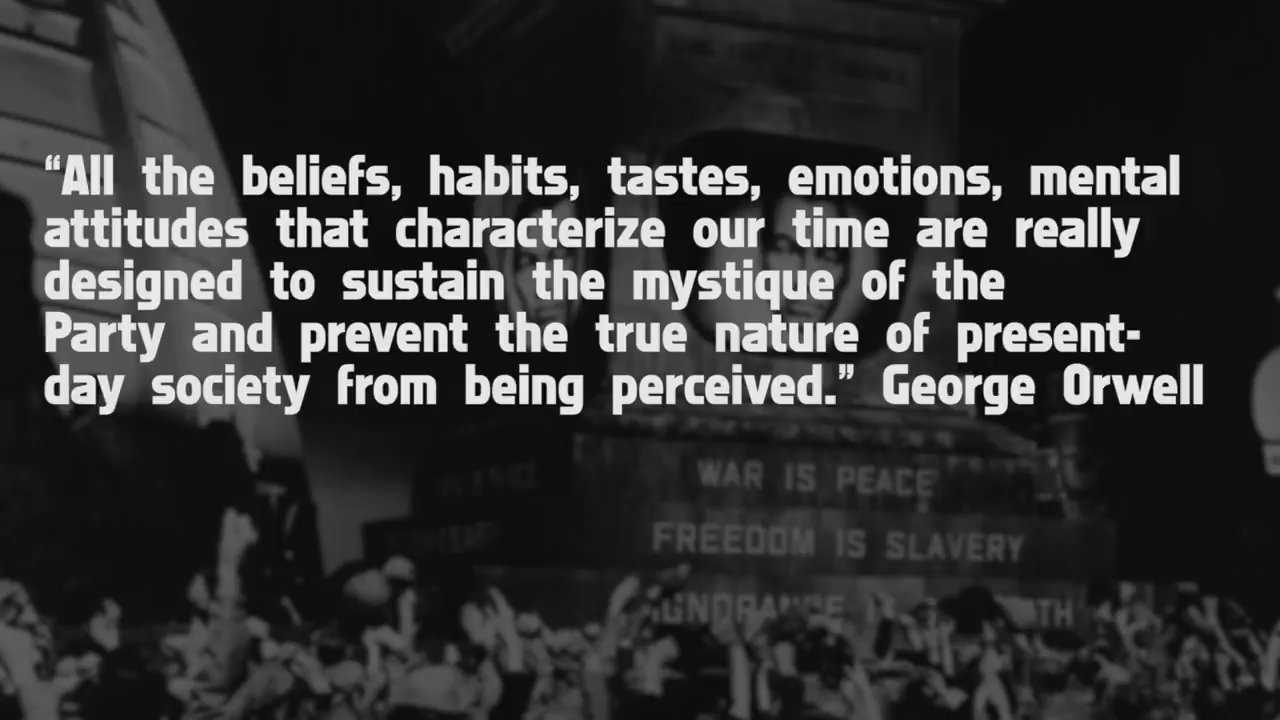 “All the beliefs, habits, tastes, emotions, mental
attitudes that characterize our time are really
designed to sustain the mystique of the
Party and prevent the true nature of present-
day society from being perceived.” George Orwell
WAR IS PEACE
FREEDOM IS SLAVERY
IGNORANCE